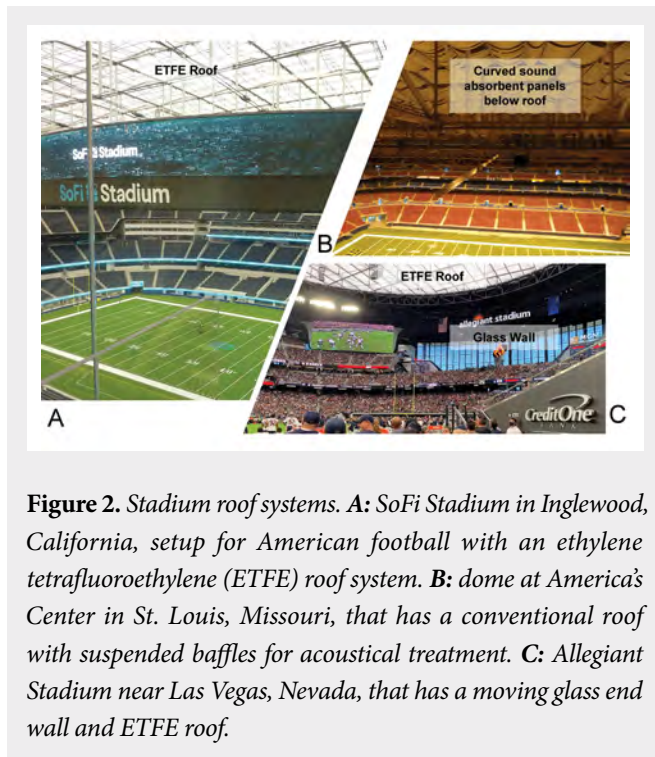 ETFE Roof
SoFi Stadium
SoFi Stadium
A
Curved sound
absorbent panels
below roof
B
ETFE Roof
allegiant stadium
Glass Wall
CreditOne
BANK
C
Figure 2. Stadium roof systems. A: SoFi Stadium in Inglewood,
California, setup for American football with an ethylene
tetrafluoroethylene (ETFE) roof system. B: dome at America’s
Center in St. Louis, Missouri, that has a conventional roof
with suspended baffles for acoustical treatment. C: Allegiant
Stadium near Las Vegas, Nevada, that has a moving glass end
wall and ETFE roof.